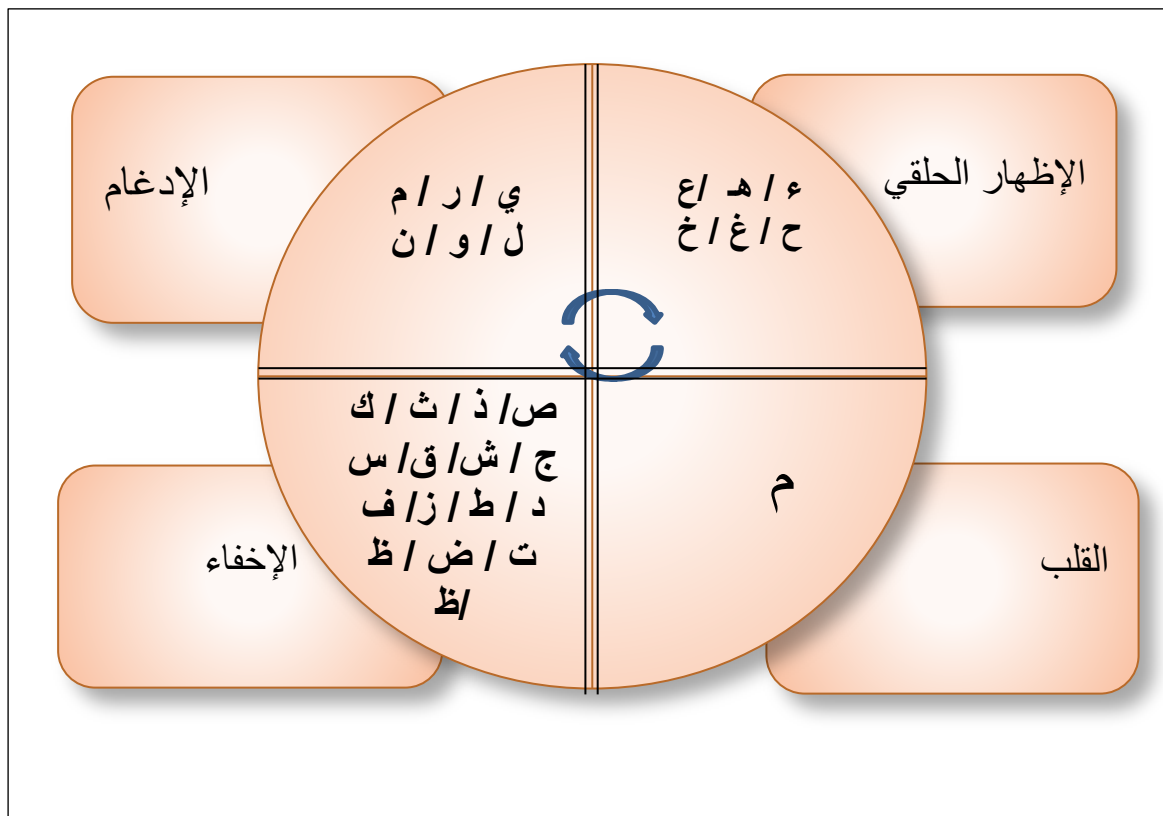 الإظهار الحلقي
ء / هـ /ع
ح / غ / خ
الإدغام
ي / ر / م
ل / و / ن
القلب
م
الإخفاء
ص/ ذ / ث / ك
ج / ش/ ق/ س
د / ط / ز/ ف
ت / ض / ظ
/ظ